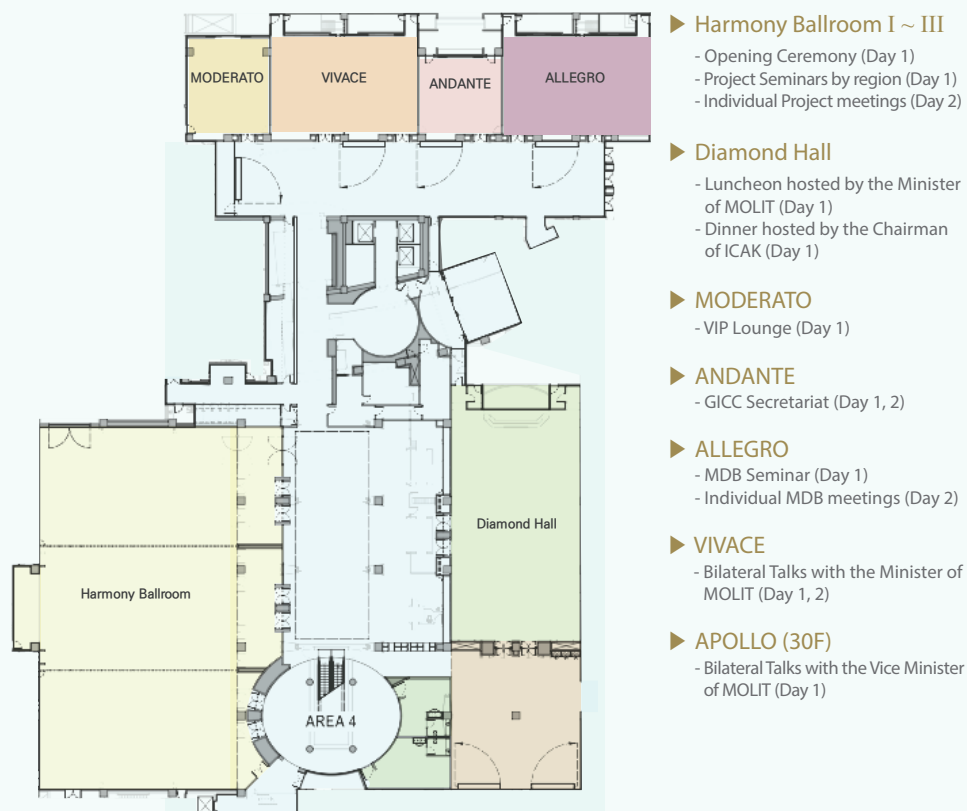 MODERATO
VIVACE
ANDANTE
ALLEGRO
Diamond Hall
Harmony Ballroom
AREA 4
▶ Harmony Ballroom I ~ III
- Opening Ceremony (Day 1)
- Project Seminars by region (Day 1)
- Individual Project meetings (Day 2)
▶ Diamond Hall
- Luncheon hosted by the Minister
of MOLIT (Day 1)
- Dinner hosted by the Chairman
of ICAK (Day 1)
▶ MODERATO
- VIP Lounge (Day 1)
▶ ANDANTE
- GICC Secretariat (Day 1, 2)
▶ ALLEGRO
- MDB Seminar (Day 1)
- Individual MDB meetings (Day 2)
▶ VIVACE
- Bilateral Talks with the Minister of
MOLIT (Day 1, 2)
▶ APOLLO (30F)
- Bilateral Talks with the Vice Minister
of MOLIT (Day 1)